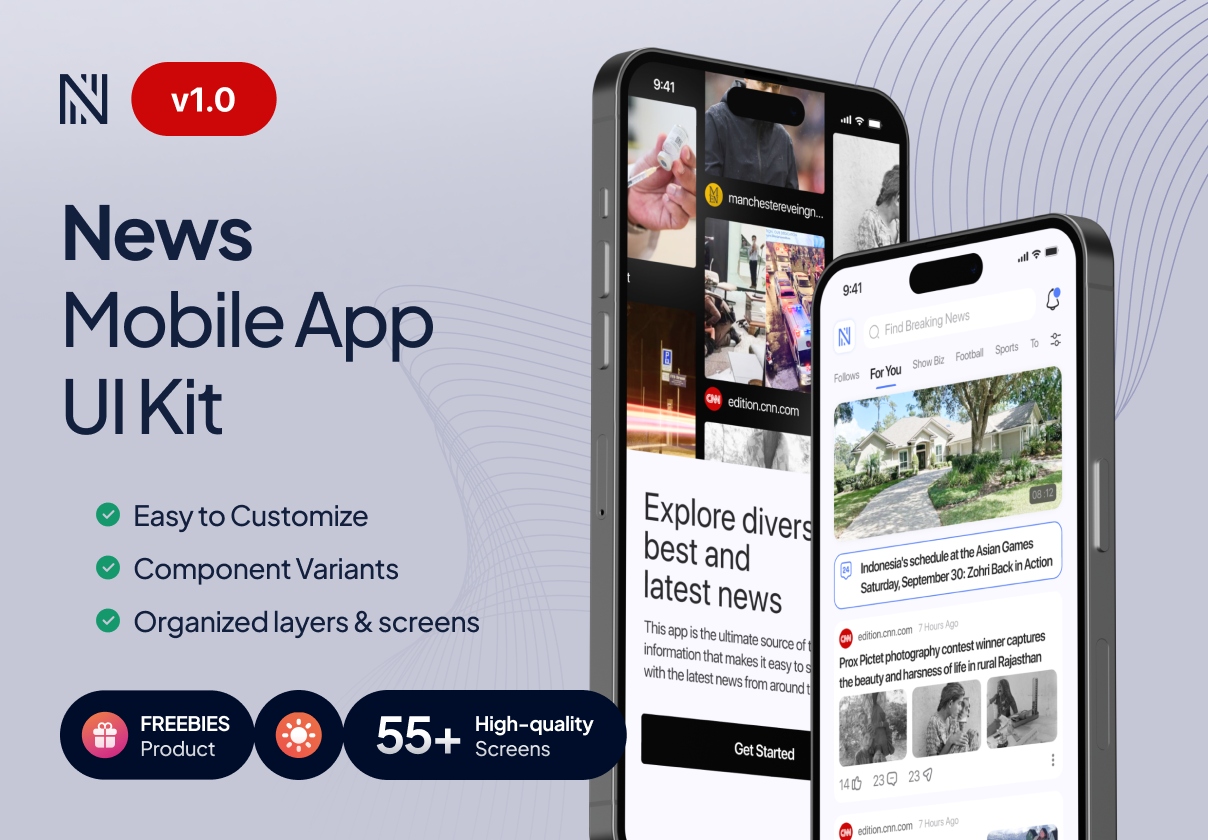 v1.0
News
Mobile App
UI Kit
Easy to Customize
Component Variants
Organized layers & screens
FREEBIES
Product
55+
High-quality
Screens
9:41
manchestereveingn...
edition.cnn.com
Explore divers
best and
latest news
This app is the ultimate source of t
information that makes it easy to s
with the latest news from around t
Get Started
9:41
Find Breaking News
Follows For You Show Biz Football Sports To
08:12
24
Indonesia's schedule at the Asian Games
Saturday, September 30: Zohri Back in Action
CNN
edition.cnn.com 7 Hours Ago
Prox Pictet photography contest winner captures
the beauty and harsness of life in rural Rajasthan
14 23 23
CNN
edition.cnn.com 7 Hours Ago